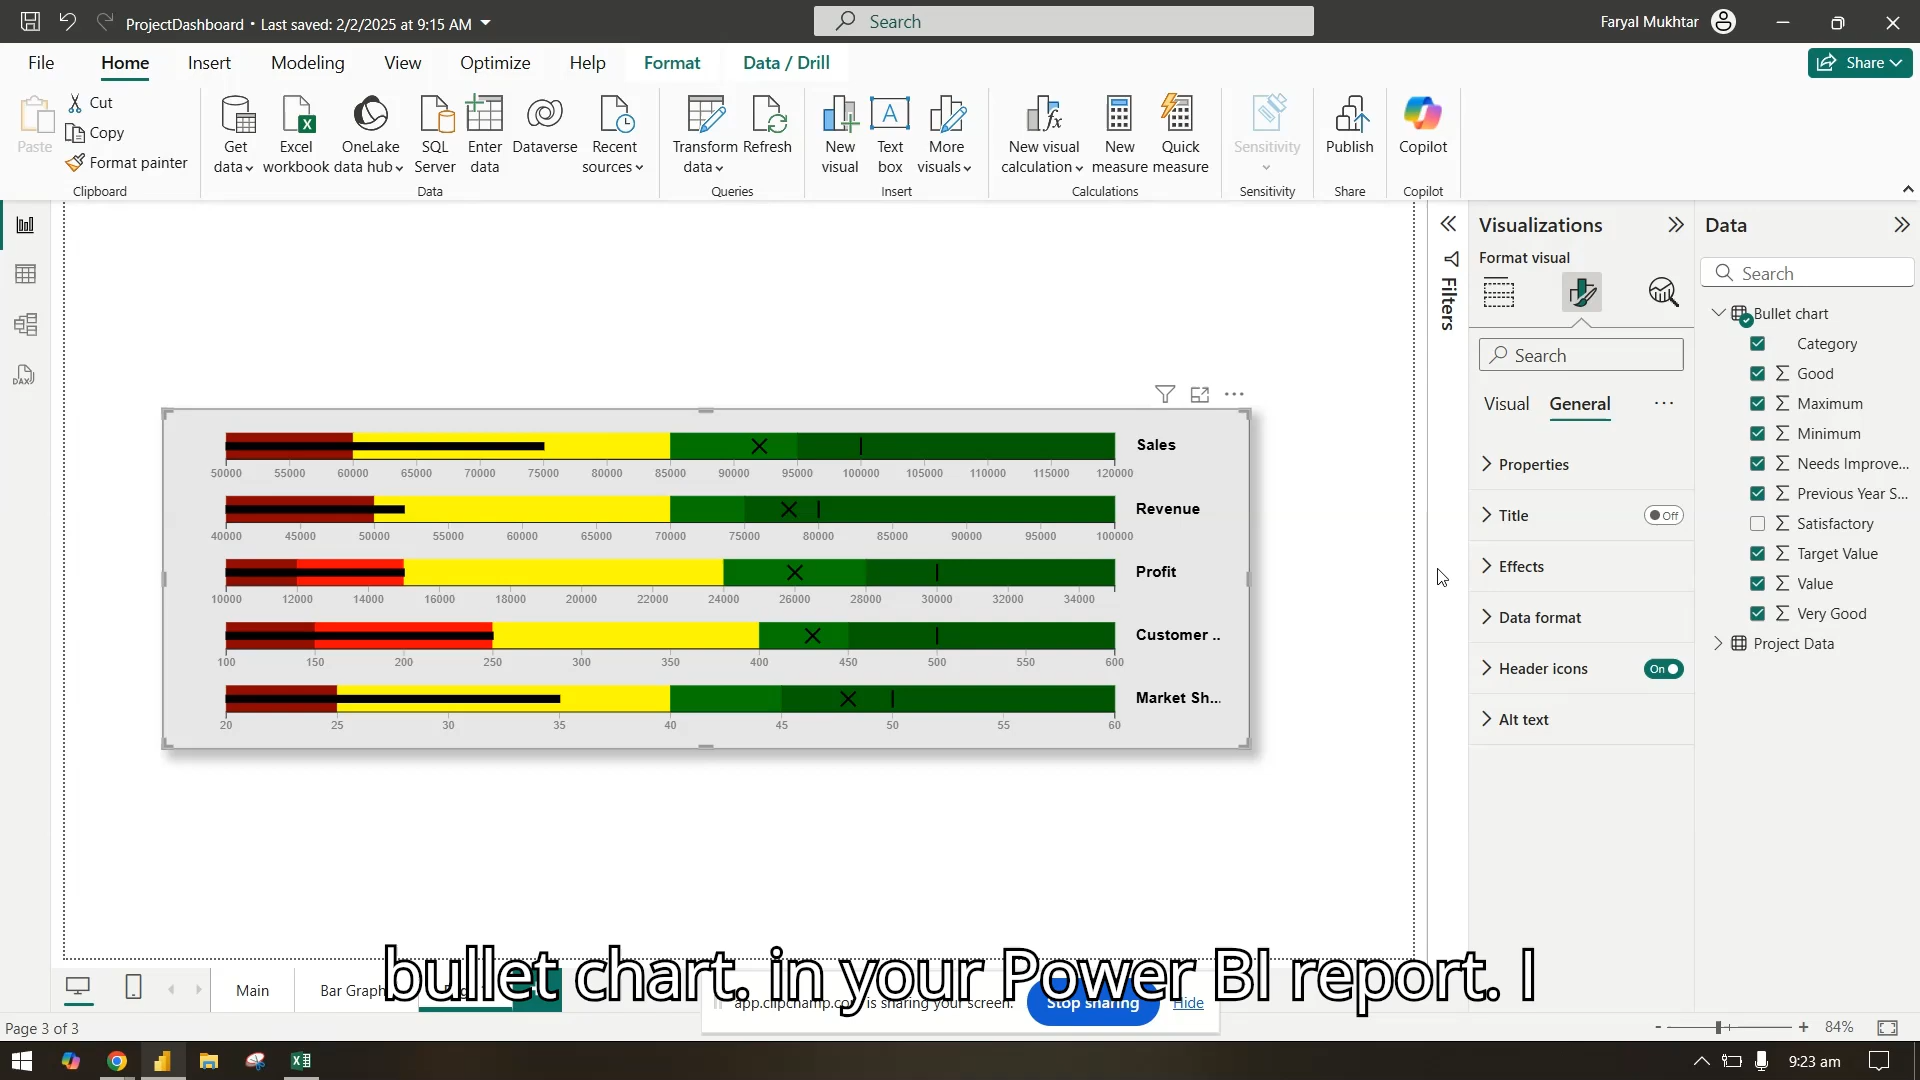 ProjectDashboard • Last saved: 2/2/2025 at 9:15 AM
Search
Faryal Mukhtar
File Home Insert Modeling View Optimize Help Format Data / Drill
Share
Paste
Cut
Copy
Format painter
Clipboard
Get data
Excel workbook
OneLake data hub
SQL Server
Enter data
Dataverse
Recent sources
Data
Transform data
Refresh
Queries
New visual
Text box
More visuals
Insert
New visual calculation
New measure
Quick measure
Calculations
Sensitivity
Sensitivity
Publish
Share
Copilot
Copilot
Sales
50000 55000 60000 65000 70000 75000 80000 85000 90000 95000 100000 105000 110000 115000 120000
Revenue
40000 45000 50000 55000 60000 65000 70000 75000 80000 85000 90000 95000 100000
Profit
10000 12000 14000 16000 18000 20000 22000 24000 26000 28000 30000 32000 34000
Customer ..
100 150 200 250 300 350 400 450 500 550 600
Market Sh...
20 25 30 35 40 45 50 55 60
Filters
Visualizations
Format visual
Search
Visual General
Properties
Title Off
Effects
Data format
Header icons On
Alt text
Data
Search
Bullet chart
Category
Good
Maximum
Minimum
Needs Improve...
Previous Year S...
Satisfactory
Target Value
Value
Very Good
Project Data
bullet chart. in your Power BI report. I
Main
Bar Graph
is sharing your screen.
Stop sharing
Hide
Page 3 of 3
84%
9:23 am